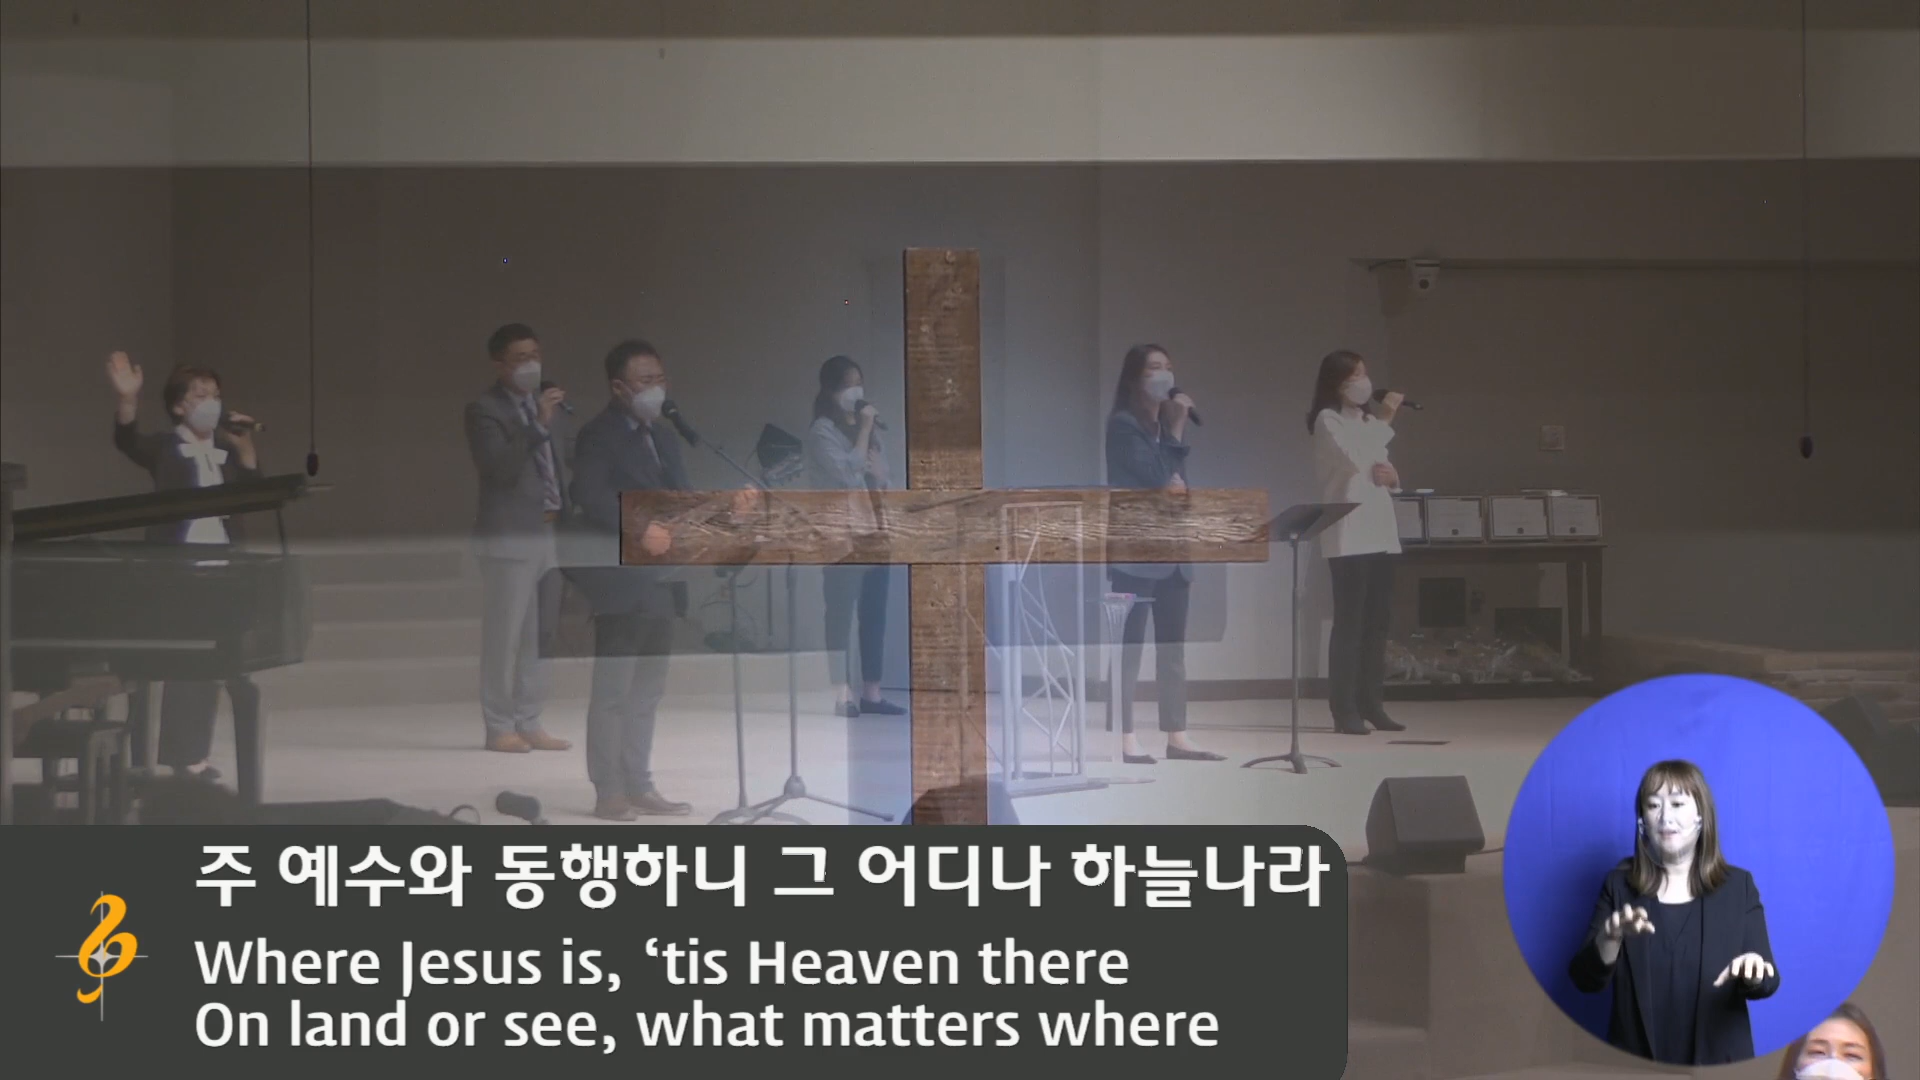 주 예수와 동행하니 그 어디나 하늘나라
Where Jesus is, ‘tis Heaven there
On land or see, what matters where